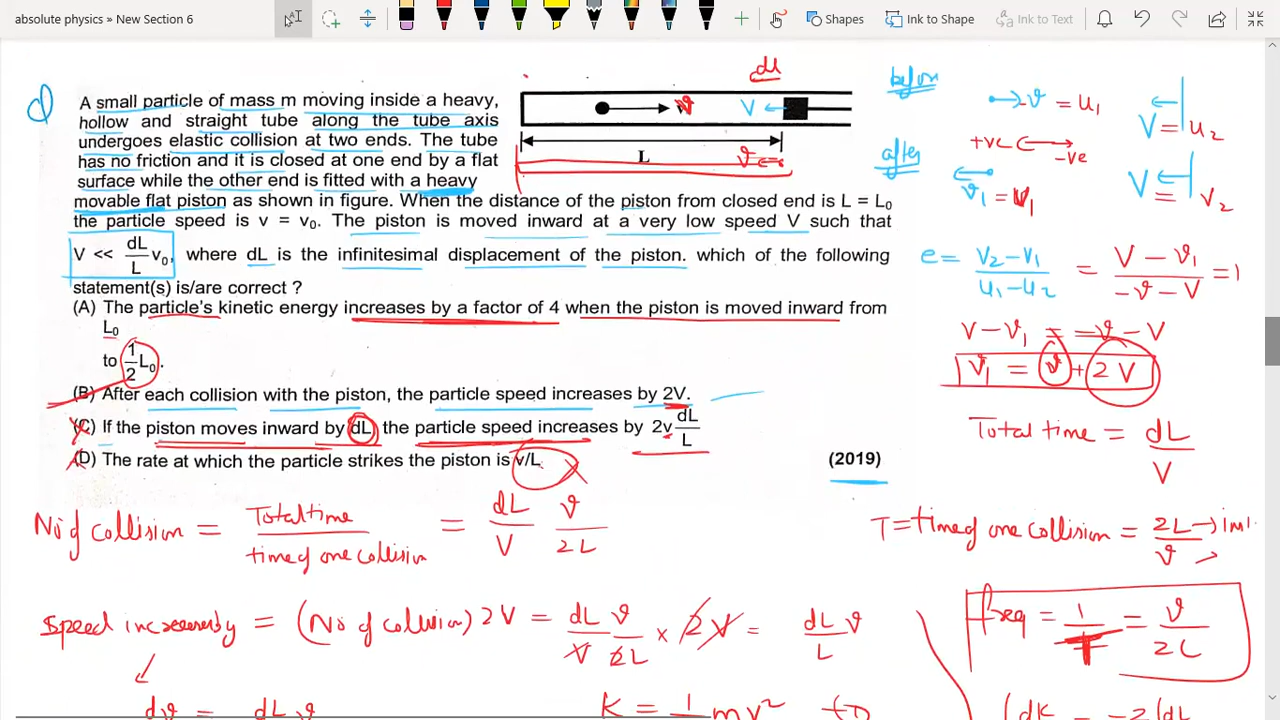 absolute physics » New Section 6
Shapes
Ink to Shape
Ink to Text
d)
A small particle of mass m moving inside a heavy,
hollow and straight tube along the tube axis
undergoes elastic collision at two ends. The tube
has no friction and it is closed at one end by a flat
surface while the other end is fitted with a heavy
movable flat piston as shown in figure. When the distance of the piston from closed end is L = L₀
the particle speed is v = v₀. The piston is moved inward at a very low speed V such that
V << dL/L v₀, where dL is the infinitesimal displacement of the piston. which of the following
statement(s) is/are correct ?
(A) The particle's kinetic energy increases by a factor of 4 when the piston is moved inward from
L₀
to 1/2 L₀.
(B) After each collision with the piston, the particle speed increases by 2V.
(C) If the piston moves inward by dL, the particle speed increases by 2v dL/L
(D) The rate at which the particle strikes the piston is v/L.
(2019)
dL
v V
L
v
before
v = u₁
V = u₂
+ve -ve
after
v₁ = v₁
V = v₂
e = (V₂ - V₁)/(u₁ - u₂) = (V - v₁)/(-v - V) = 1
V - v₁ = -v - V
v₁ = v + 2V
Total time = dL/V
No of collision = Total time/time of one collision = dL/V v/2L
T = time of one collision = 2L/v
freq = 1/T = v/2L
Speed increases by = (No of collision) 2V = dL/V v/2L × 2V = dL/L v
dv = dL v
K = 1/2 mv²
(dK = -2 (dL